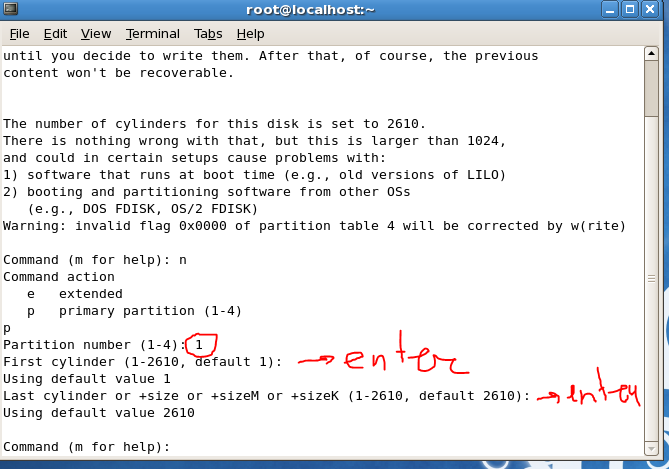 root@localhost:~
File Edit View Terminal Tabs Help
until you decide to write them. After that, of course, the previous
content won't be recoverable.
The number of cylinders for this disk is set to 2610.
There is nothing wrong with that, but this is larger than 1024,
and could in certain setups cause problems with:
1) software that runs at boot time (e.g., old versions of LILO)
2) booting and partitioning software from other OSs
(e.g., DOS FDISK, OS/2 FDISK)
Warning: invalid flag 0x0000 of partition table 4 will be corrected by w(rite)
Command (m for help): n
Command action
e extended
p primary partition (1-4)
p
Partition number (1-4): 1
First cylinder (1-2610, default 1): → enter
Using default value 1
Last cylinder or +size or +sizeM or +sizeK (1-2610, default 2610): → enter
Using default value 2610
Command (m for help):